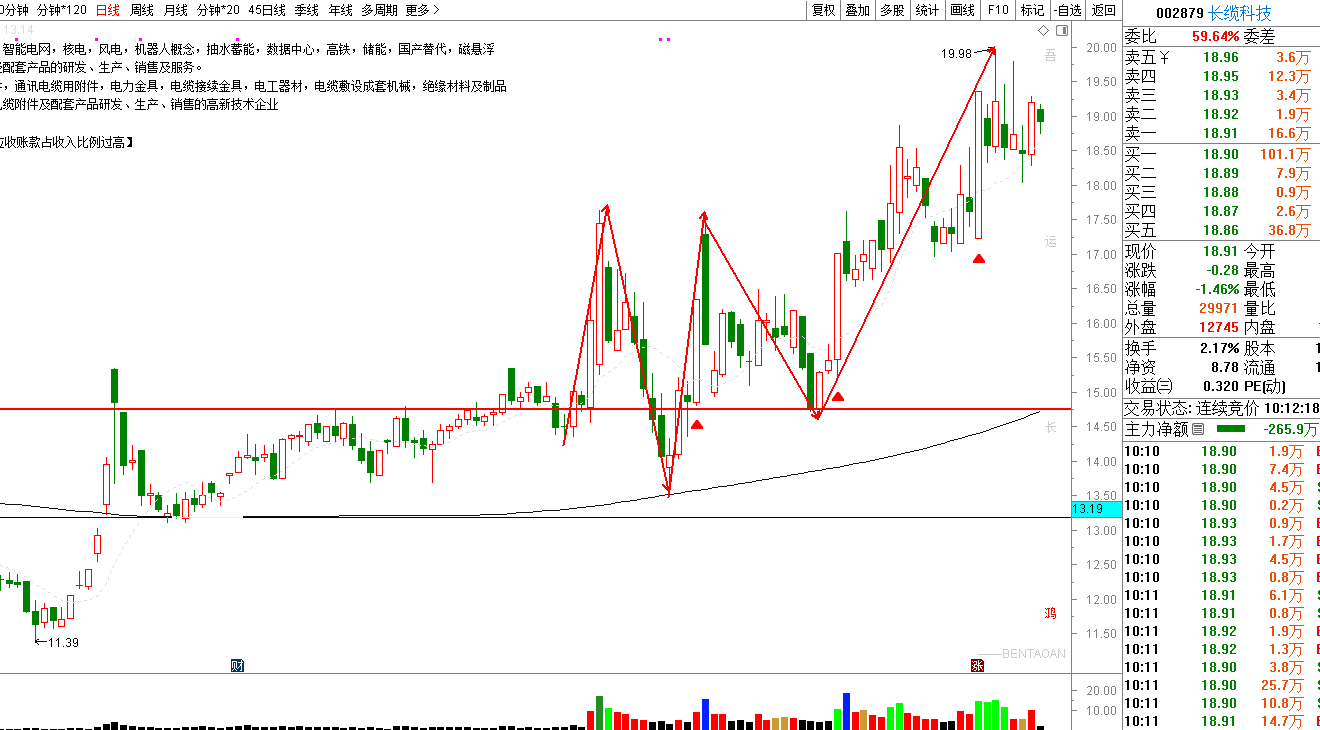 0分钟 分钟*120 日线 周线 月线 分钟*20 45日线 季线 年线 多周期 更多 >
复权 叠加 多股 统计 画线 F10 标记 -自选 返回
13.14
智能电网，核电，风电，机器人概念，抽水蓄能，数据中心，高铁，储能，国产替代，磁悬浮
配套产品的研发、生产、销售及服务。
，通讯电缆用附件，电力金具，电缆接续金具，电工器材，电缆敷设成套机械，绝缘材料及制品
缆附件及配套产品研发、生产、销售的高新技术企业
应收账款占收入比例过高】
19.98
11.39
财
涨
吾
运
长
鸿
BENTAOAN
20.00
19.50
19.00
18.50
18.00
17.50
17.00
16.50
16.00
15.50
15.00
14.50
14.00
13.50
13.19
13.00
12.50
12.00
11.50
20.00
10.00
002879 长缆科技
委比 59.64% 委差
卖五 ¥ 18.96 3.6万
卖四 18.95 12.3万
卖三 18.93 3.4万
卖二 18.92 1.9万
卖一 18.91 16.6万
买一 18.90 101.1万
买二 18.89 7.9万
买三 18.88 0.9万
买四 18.87 2.6万
买五 18.86 36.8万
现价 18.91 今开
涨跌 -0.28 最高
涨幅 -1.46% 最低
总量 29971 量比
外盘 12745 内盘 1
换手 2.17% 股本 1
净资 8.78 流通 1
收益㈢ 0.320 PE(动)
交易状态: 连续竞价 10:12:18
主力净额 -265.9万
10:10 18.90 1.9万
10:10 18.90 7.4万
10:10 18.90 4.5万
10:10 18.90 0.2万
10:10 18.93 0.9万
10:10 18.93 1.7万
10:10 18.93 4.5万
10:10 18.93 0.8万
10:11 18.91 6.1万
10:11 18.91 0.8万
10:11 18.92 1.9万
10:11 18.92 1.3万
10:11 18.90 3.8万
10:11 18.90 25.7万
10:11 18.90 10.8万
10:11 18.91 14.7万